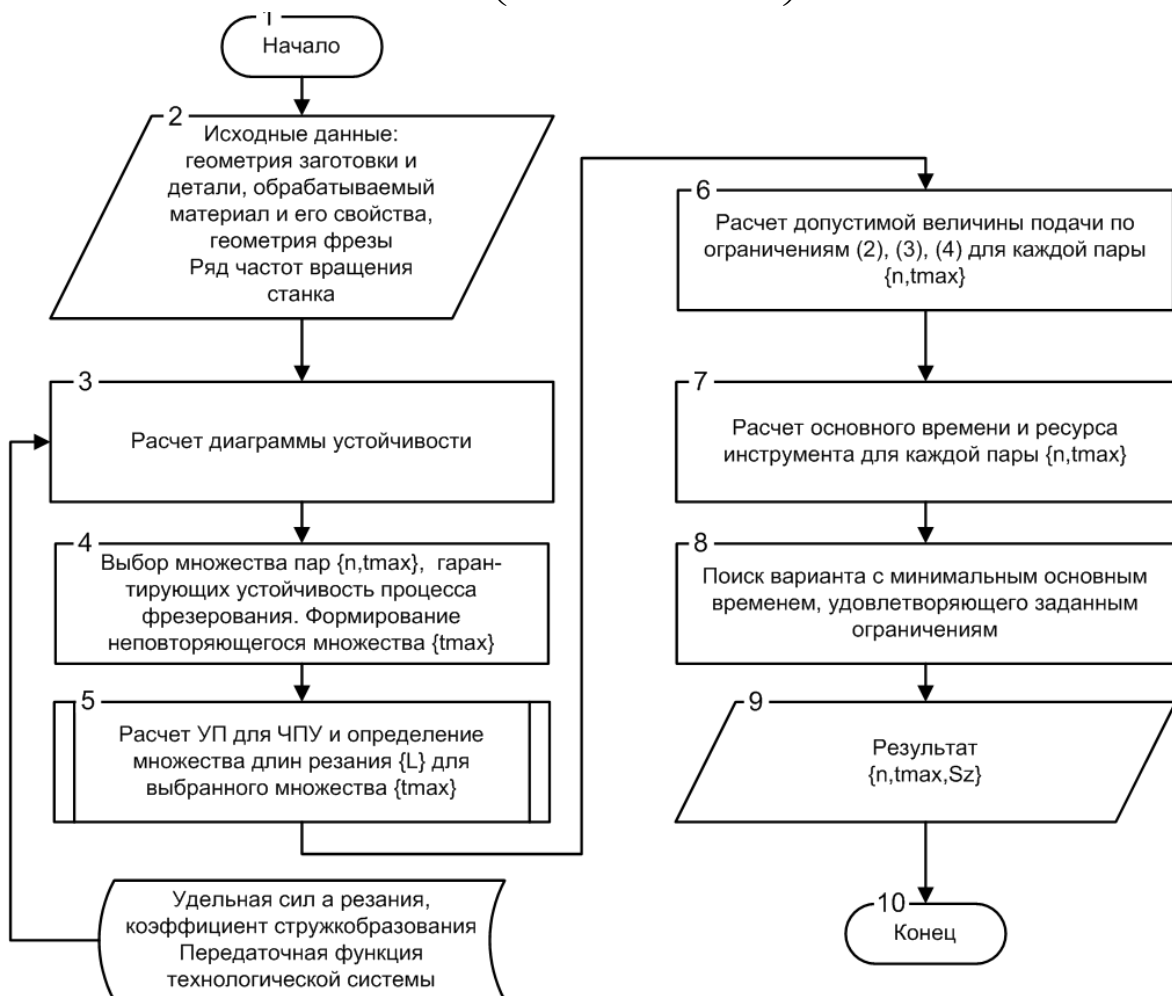 1
Начало
2
Исходные данные:
геометрия заготовки и
детали, обрабатываемый
материал и его свойства,
геометрия фрезы
Ряд частот вращения
станка
3
Расчет диаграммы устойчивости
4
Выбор множества пар {n,tmax}, гаран-
тирующих устойчивость процесса
фрезерования. Формирование
неповторяющегося множества {tmax}
5
Расчет УП для ЧПУ и определение
множества длин резания {L} для
выбранного множества {tmax}
Удельная сил а резания,
коэффициент стружкобразования
Передаточная функция
технологической системы
6
Расчет допустимой величины подачи по
ограничениям (2), (3), (4) для каждой пары
{n,tmax}
7
Расчет основного времени и ресурса
инструмента для каждой пары {n,tmax}
8
Поиск варианта с минимальным основным
временем, удовлетворяющего заданным
ограничениям
9
Результат
{n,tmax,Sz}
10
Конец